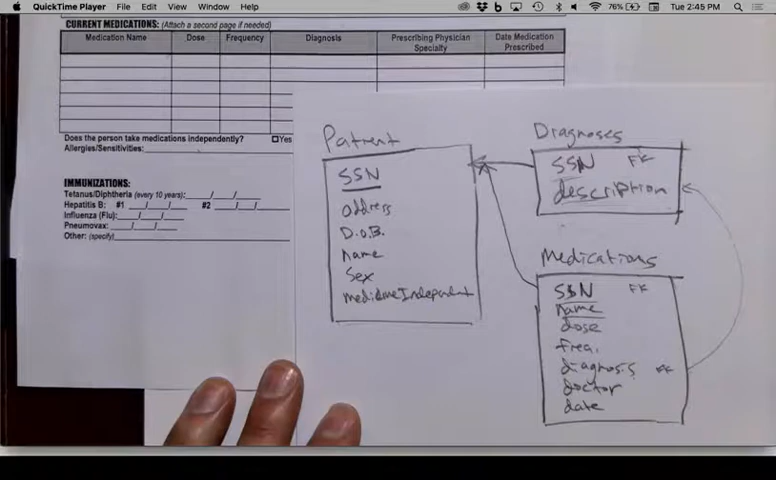 QuickTime Player File Edit View Window Help 76% Tue 2:45 PM
CURRENT MEDICATIONS: (Attach a second page if needed)
Medication Name Dose Frequency Diagnosis Prescribing Physician Specialty Date Medication Prescribed
Does the person take medications independently? Yes
Allergies/Sensitivities:
IMMUNIZATIONS:
Tetanus/Diphtheria (every 10 years): / /
Hepatitis B: #1 / / #2 / /
Influenza (Flu): / /
Pneumovax: / /
Other: (specify)
Patient
SSN
address
D.O.B.
name
Sex
medicineIndependent
Diagnoses
SSN FK
description
Medications
SSN FK
name
dose
freq.
diagnosis FK
doctor
date